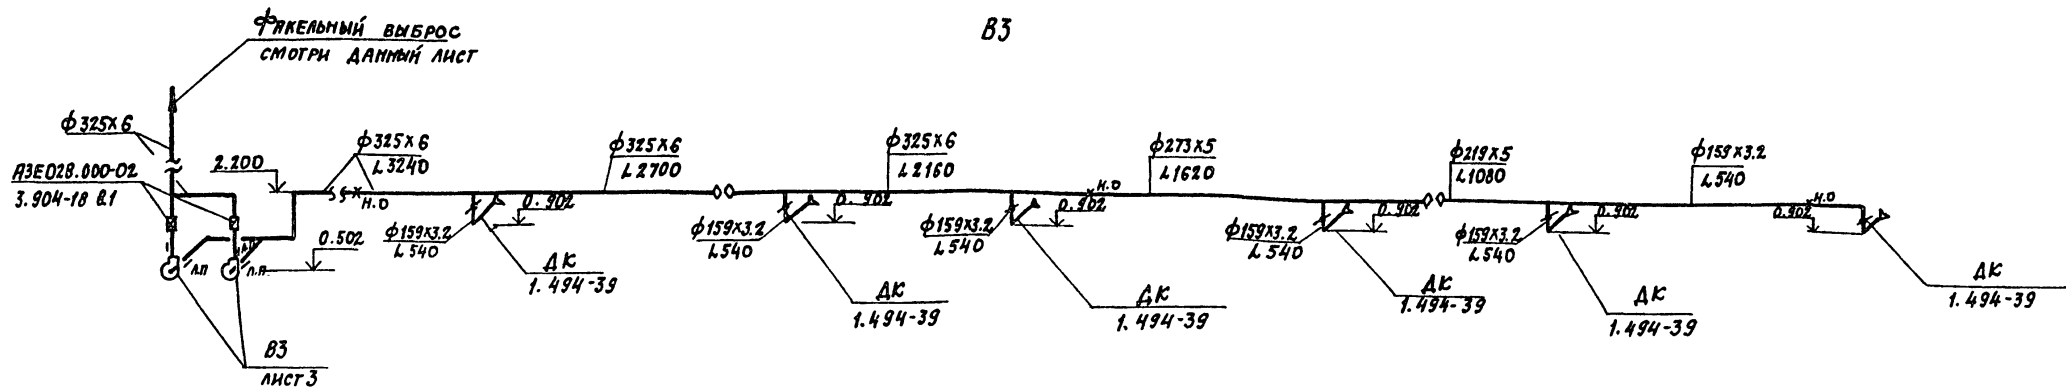 ФАКЕЛЬНЫЙ ВЫБРОС
СМОТРИ ДАННЫЙ ЛИСТ
В3
ф325х6
А3Е028.000-02
3.904-18 в.1
2.200
ф325х6
L3240
н.о
ф325х6
L2700
ф325х6
L2160
ф273х5
L1620
н.о
ф219х5
L1080
ф159х3.2
L540
н.о
0.502
л.п
л.п
0.902
ф159х3.2
L540
ДК
1.494-39
0.902
ф159х3.2
L540
ДК
1.494-39
0.902
ф159х3.2
L540
ДК
1.494-39
0.902
ф159х3.2
L540
ДК
1.494-39
0.902
ф159х3.2
L540
ДК
1.494-39
0.902
ДК
1.494-39
В3
ЛИСТ 3